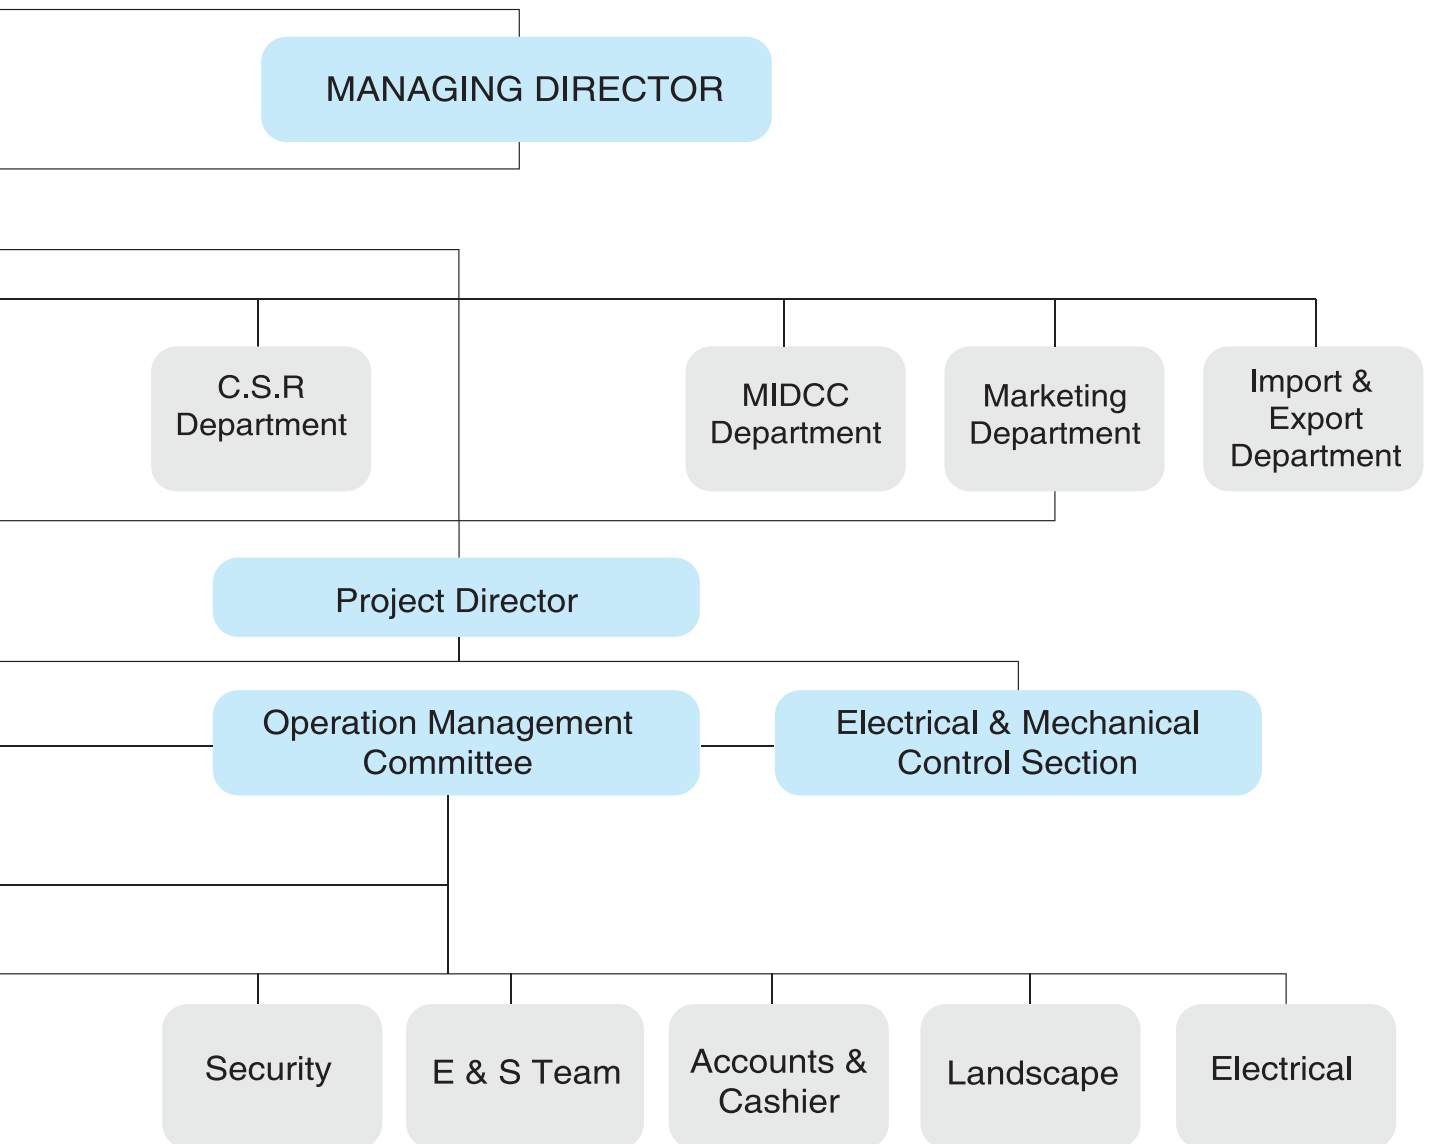 MANAGING DIRECTOR
C.S.R
Department
MIDCC
Department
Marketing
Department
Import &
Export
Department
Project Director
Operation Management
Committee
Electrical & Mechanical
Control Section
Security
E & S Team
Accounts &
Cashier
Landscape
Electrical